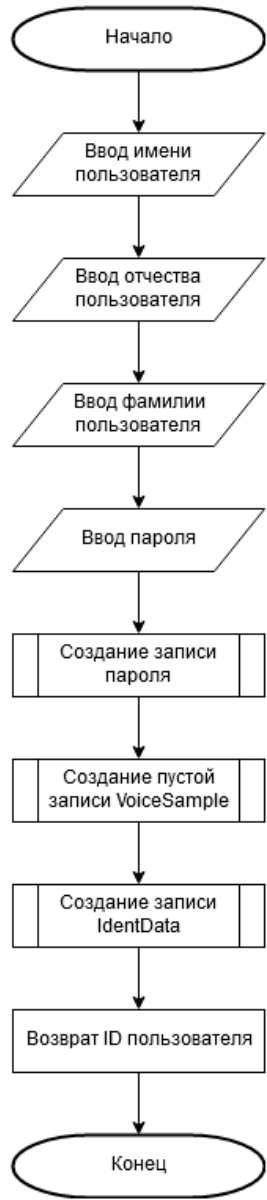 Начало
Ввод имени
пользователя
Ввод отчества
пользователя
Ввод фамилии
пользователя
Ввод пароля
Создание записи
пароля
Создание пустой
записи VoiceSample
Создание записи
IdentData
Возврат ID пользователя
Конец